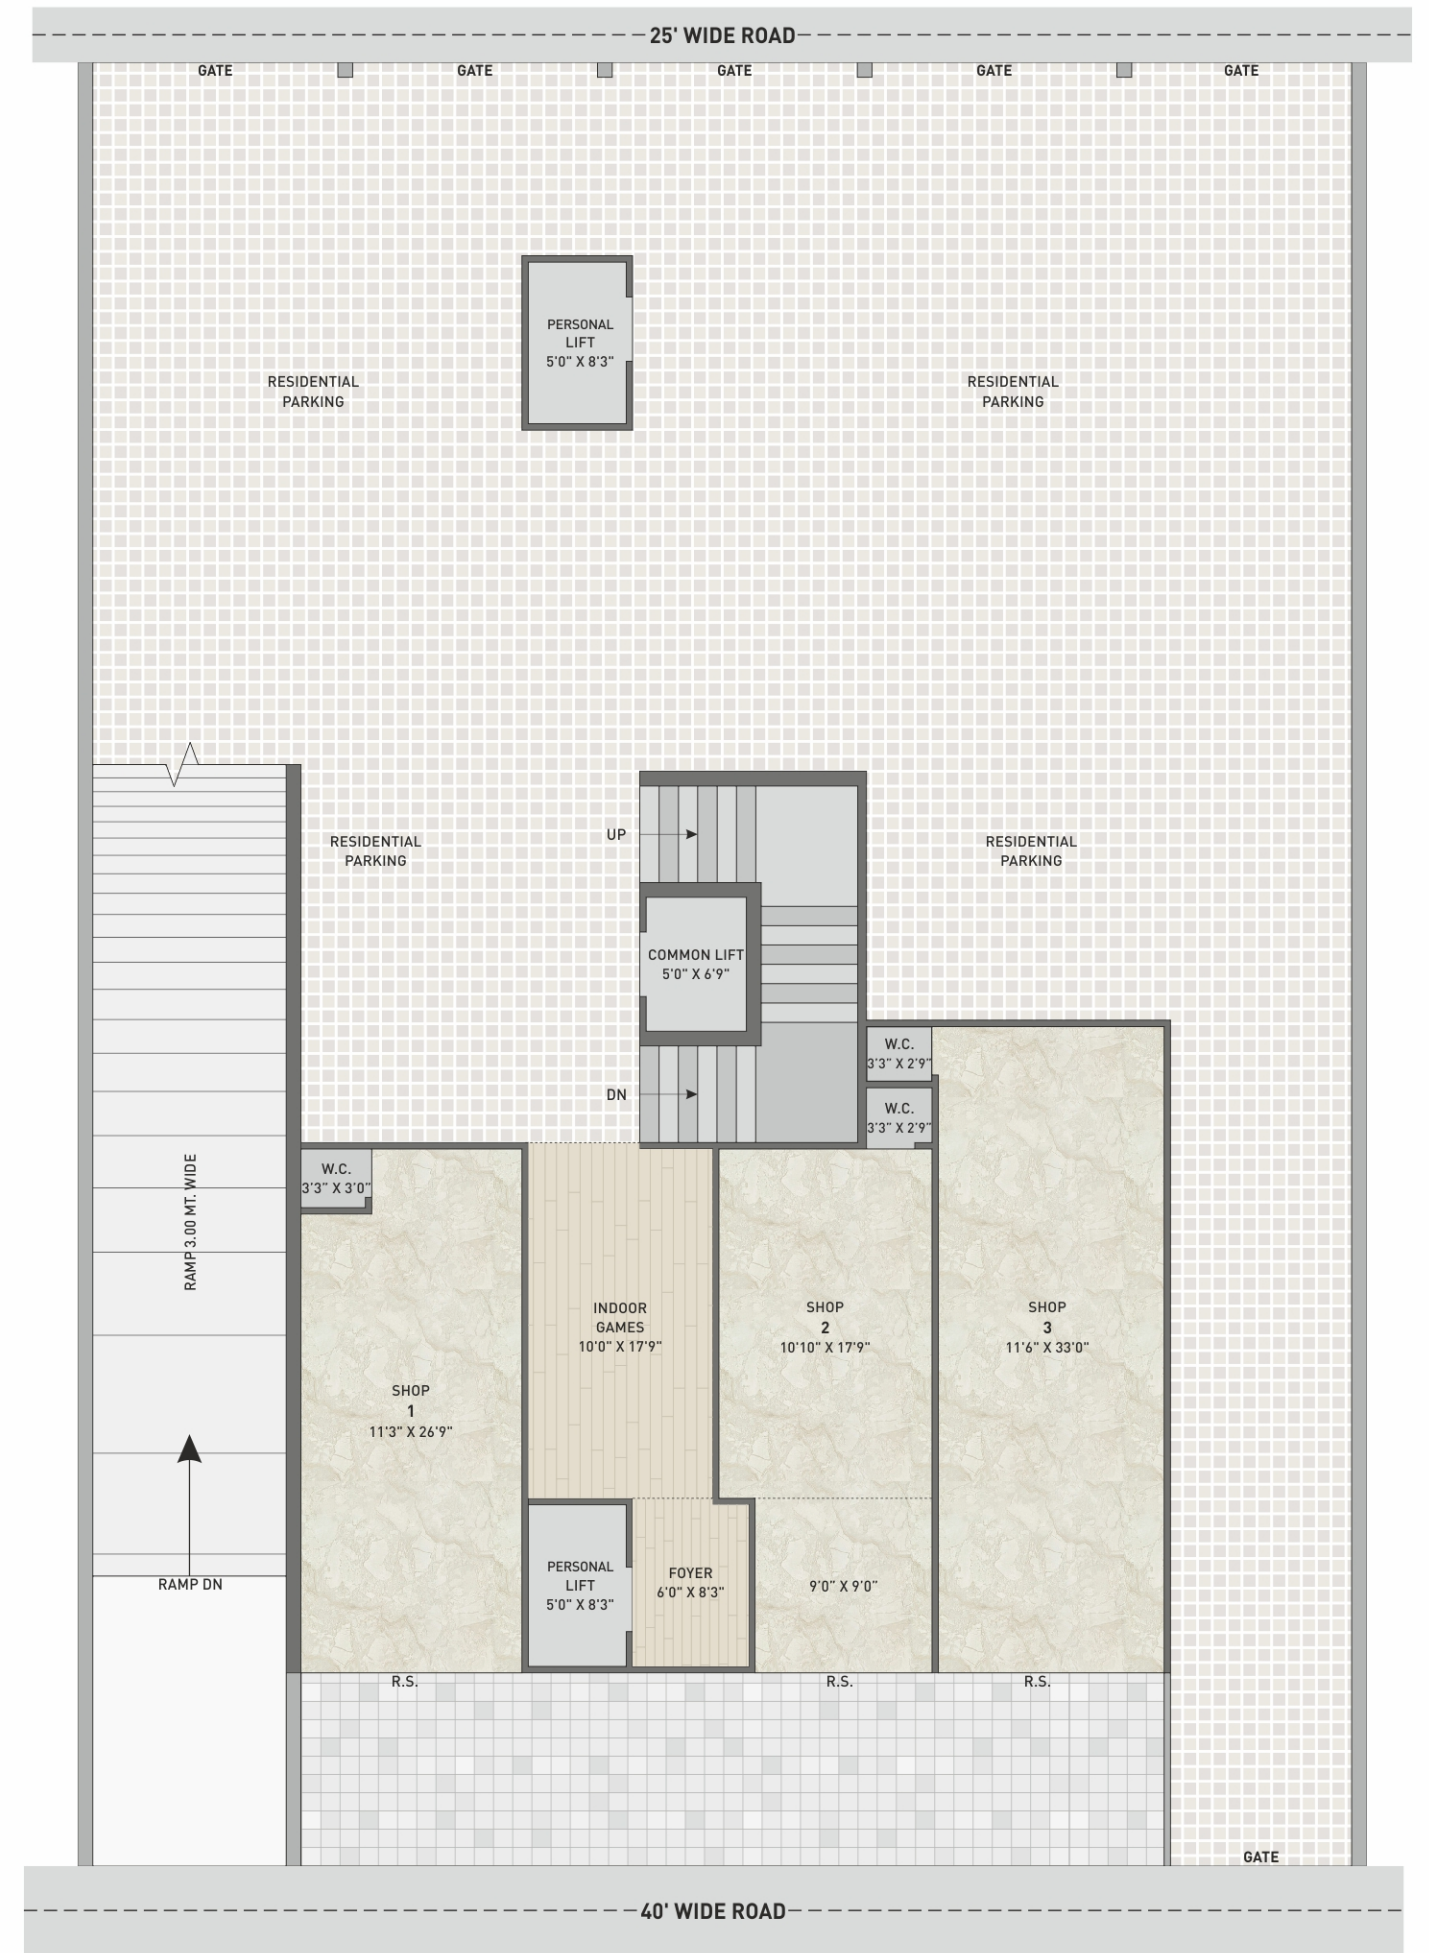 25' WIDE ROAD
GATE
GATE
GATE
GATE
GATE
PERSONAL
LIFT
5'0" X 8'3"
RESIDENTIAL
PARKING
RESIDENTIAL
PARKING
UP
RESIDENTIAL
PARKING
RESIDENTIAL
PARKING
COMMON LIFT
5'0" X 6'9"
W.C.
3'3" X 2'9"
DN
W.C.
3'3" X 2'9"
W.C.
3'3" X 3'0"
RAMP 3.00 MT. WIDE
INDOOR
GAMES
10'0" X 17'9"
SHOP
2
10'10" X 17'9"
SHOP
3
11'6" X 33'0"
SHOP
1
11'3" X 26'9"
PERSONAL
LIFT
5'0" X 8'3"
FOYER
6'0" X 8'3"
9'0" X 9'0"
RAMP DN
R.S.
R.S.
R.S.
GATE
40' WIDE ROAD